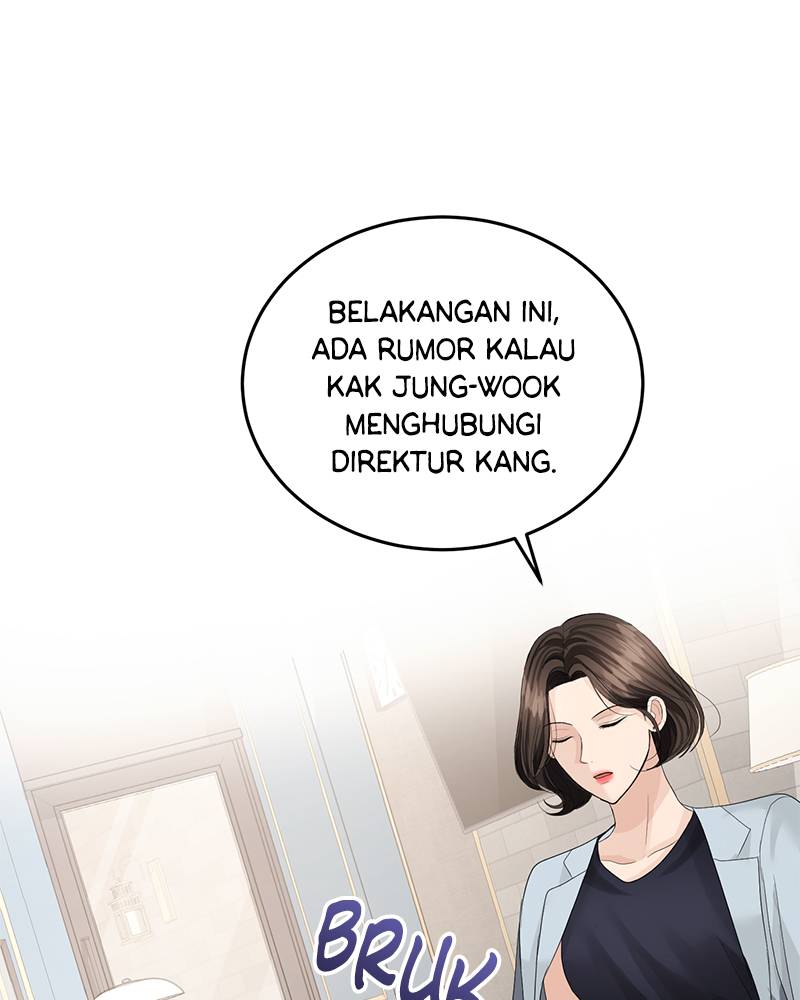 BELAKANGAN INI,
ADA RUMOR KALAU
KAK JUNG-WOOK
MENGHUBUNGI
DIREKTUR KANG.
BRUK